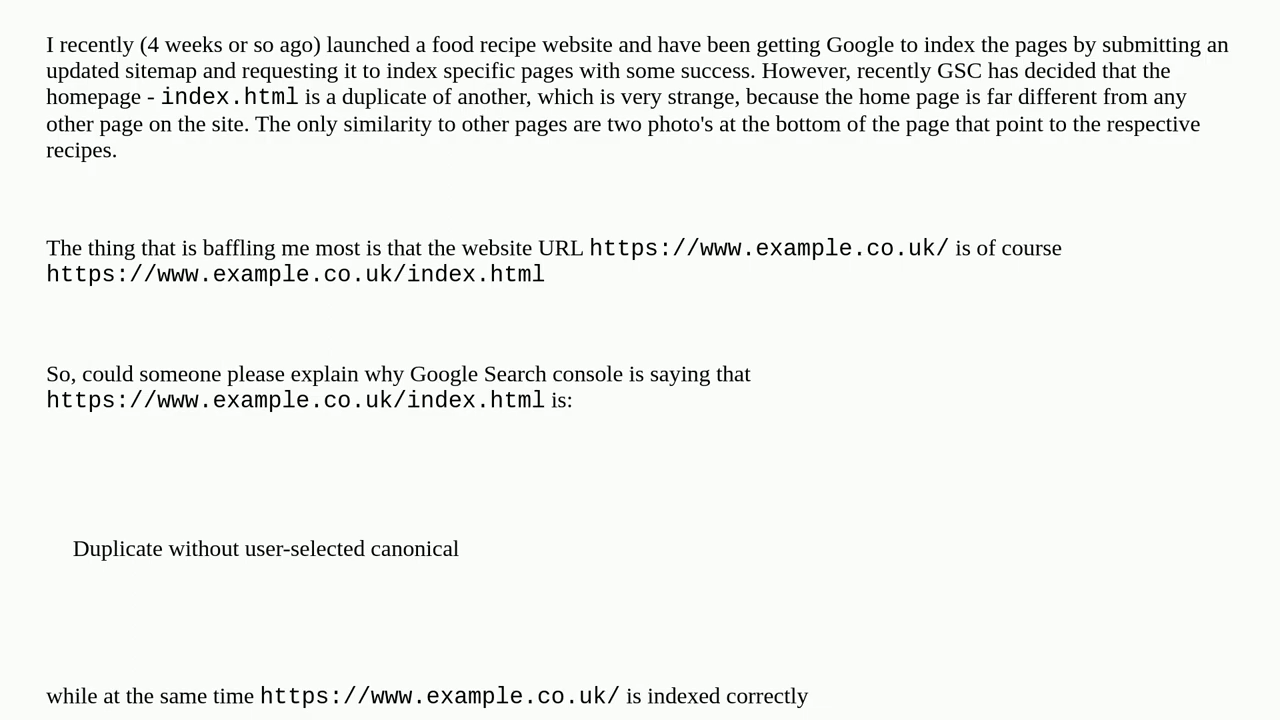 I recently (4 weeks or so ago) launched a food recipe website and have been getting Google to index the pages by submitting an
updated sitemap and requesting it to index specific pages with some success. However, recently GSC has decided that the
homepage - index.html is a duplicate of another, which is very strange, because the home page is far different from any
other page on the site. The only similarity to other pages are two photo's at the bottom of the page that point to the respective
recipes.
The thing that is baffling me most is that the website URL https://www.example.co.uk/ is of course
https://www.example.co.uk/index.html
So, could someone please explain why Google Search console is saying that
https://www.example.co.uk/index.html is:
Duplicate without user-selected canonical
while at the same time https://www.example.co.uk/ is indexed correctly